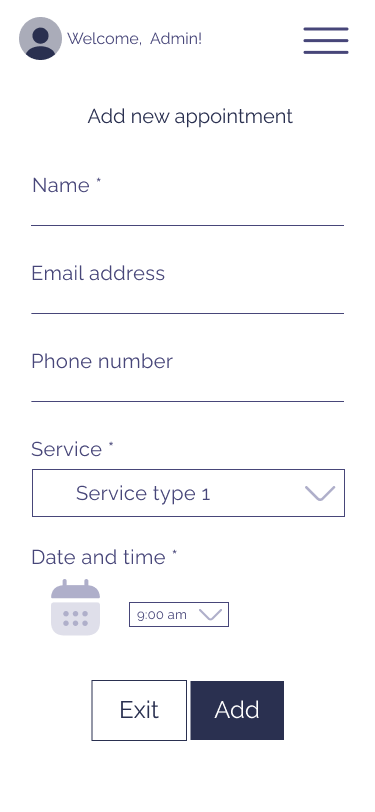 Welcome, Admin!
Add new appointment
Name *
Email address
Phone number
Service *
Service type 1
Date and time *
9:00 am
Exit
Add